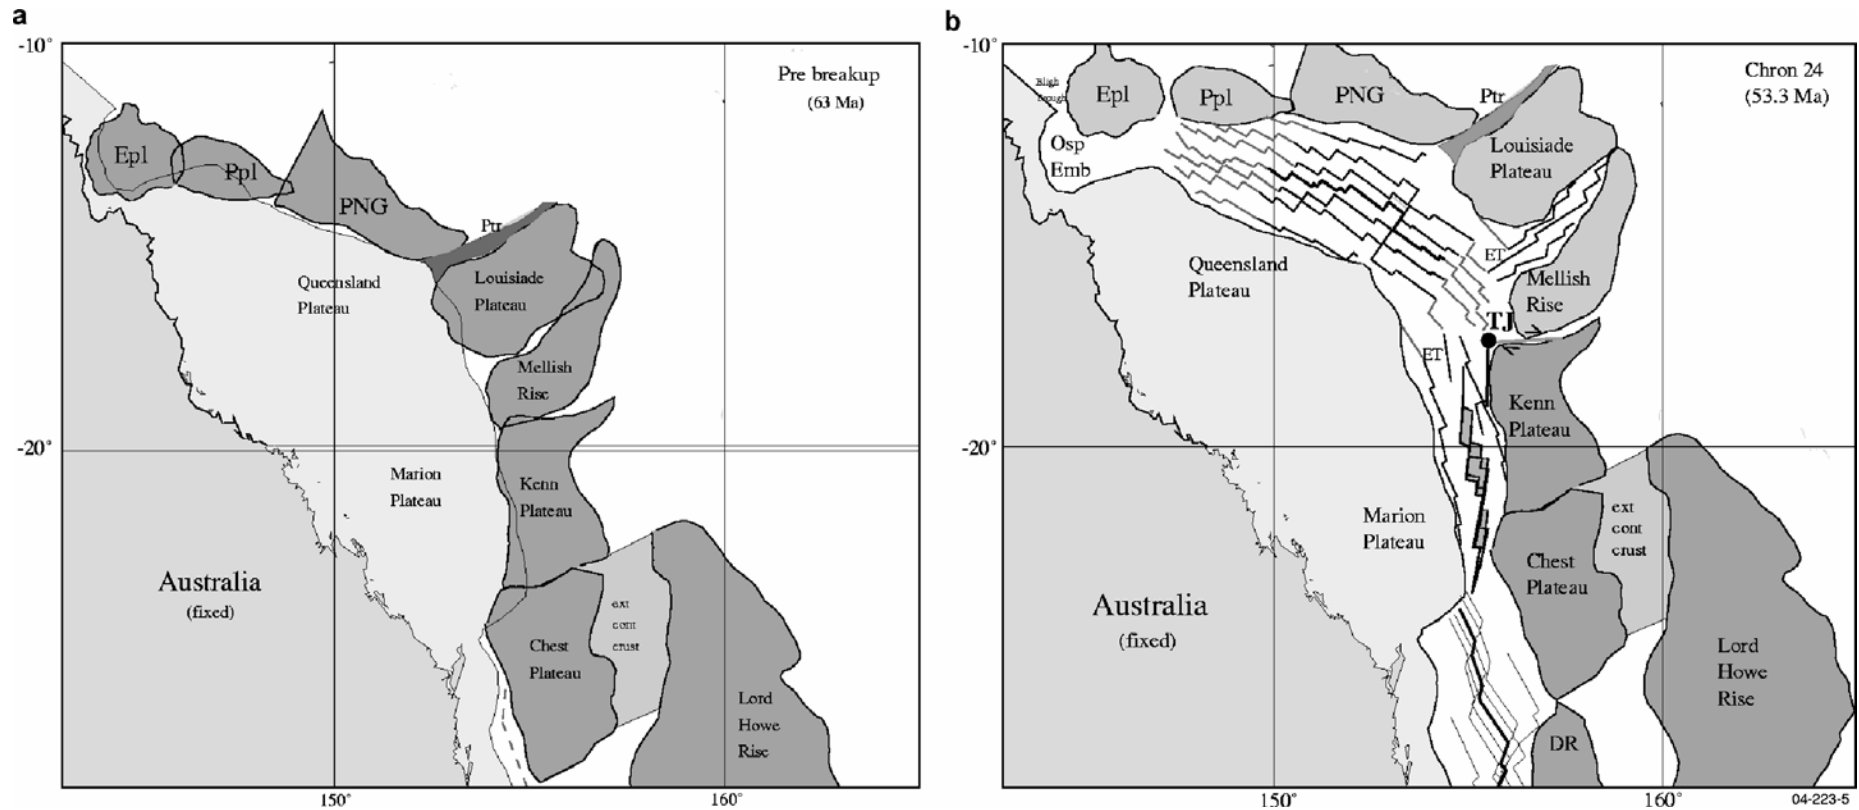 a
-10°
Pre breakup
(63 Ma)
Epl
Ppl
PNG
Ptr
Queensland
Plateau
Louisiade
Plateau
Mellish
Rise
-20°
Marion
Plateau
Kenn
Plateau
Australia
(fixed)
ext
cont
crust
Chest
Plateau
Lord
Howe
Rise
150°
160°
b
-10°
Chron 24
(53.3 Ma)
Epl
Ppl
PNG
Ptr
Osp
Emb
Louisiade
Plateau
Queensland
Plateau
ET
Mellish
Rise
TJ
ET
Kenn
Plateau
-20°
Marion
Plateau
ext
cont
crust
Chest
Plateau
Australia
(fixed)
Lord
Howe
Rise
DR
150°
160°
04-223-5